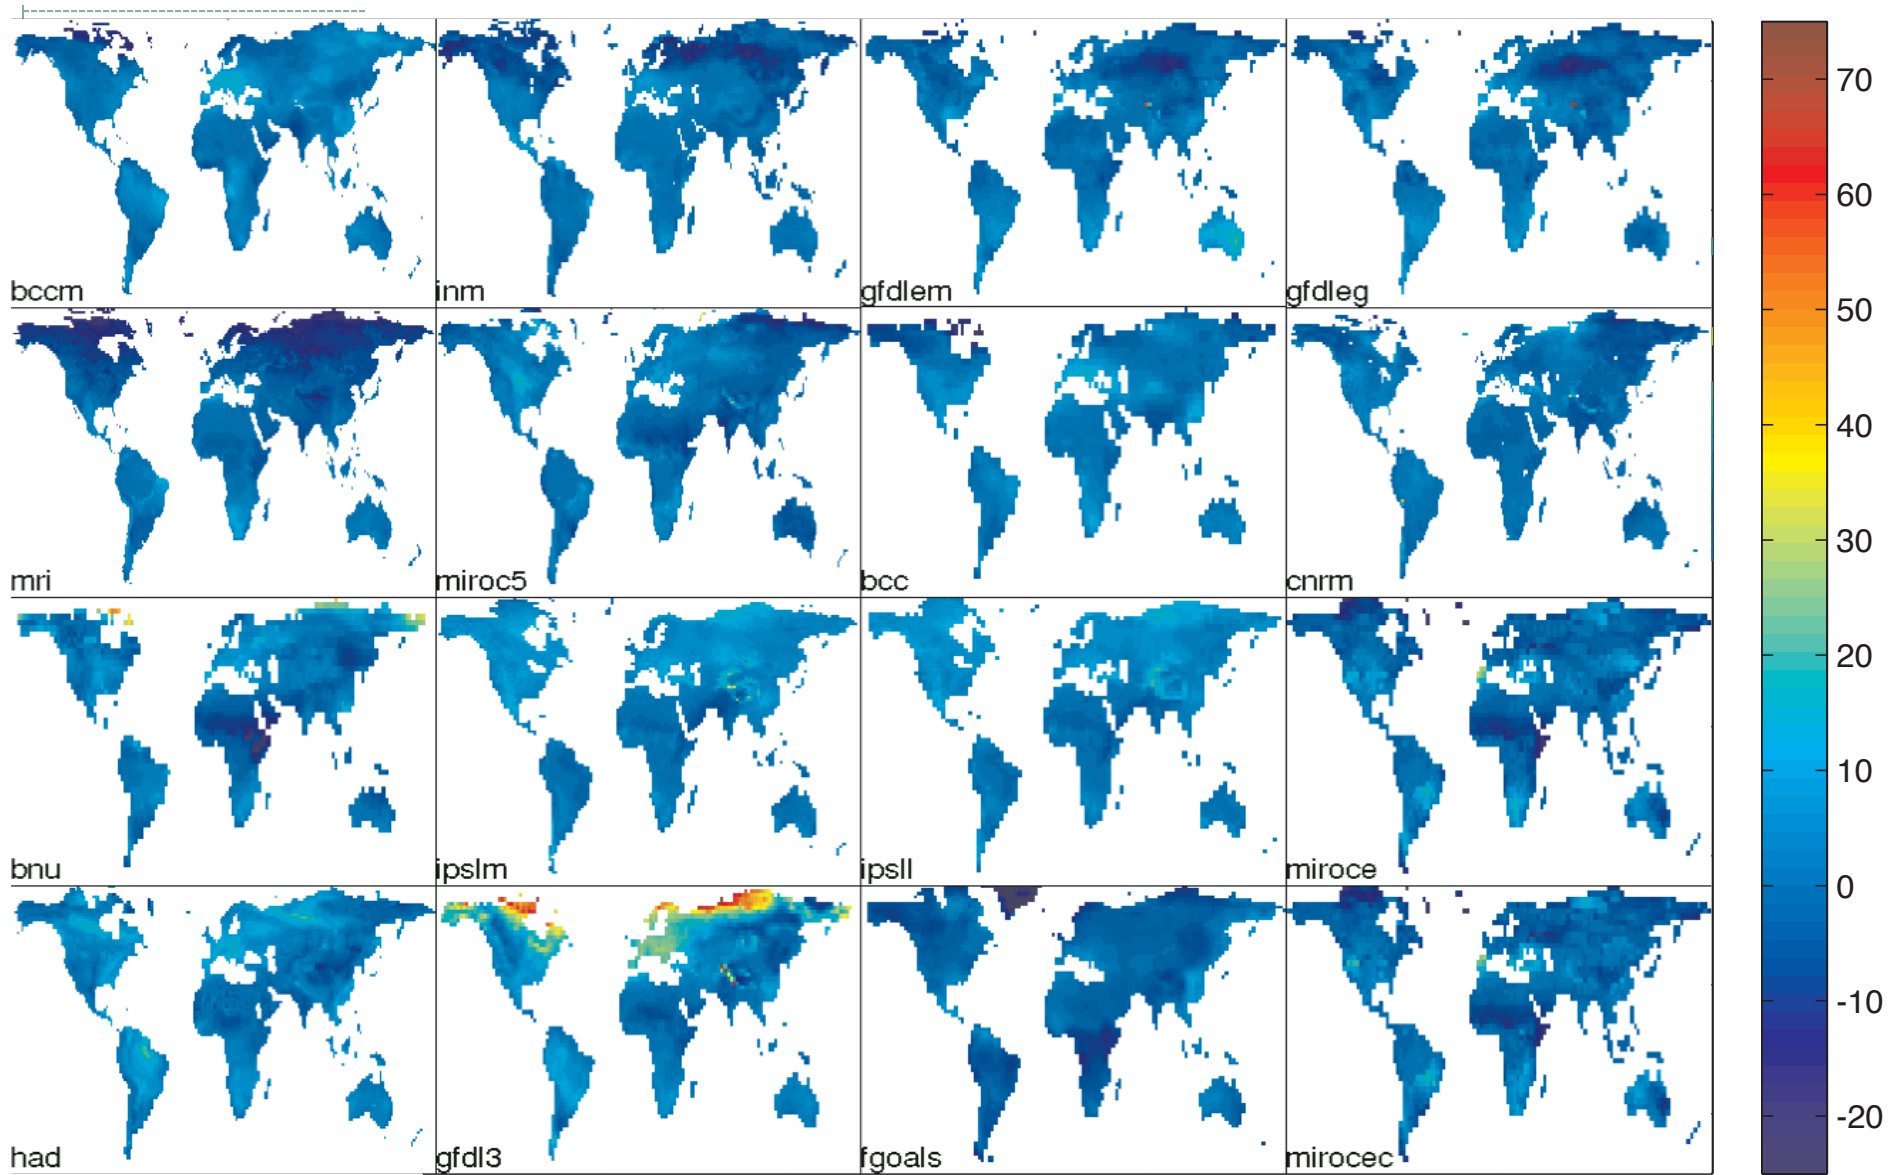 bccm inm gfdlem gfdleg
mri miroc5 bcc cnrm
bnu ipslm ipsll miroce
had gfdl3 fgoals mirocec
70
60
50
40
30
20
10
0
-10
-20